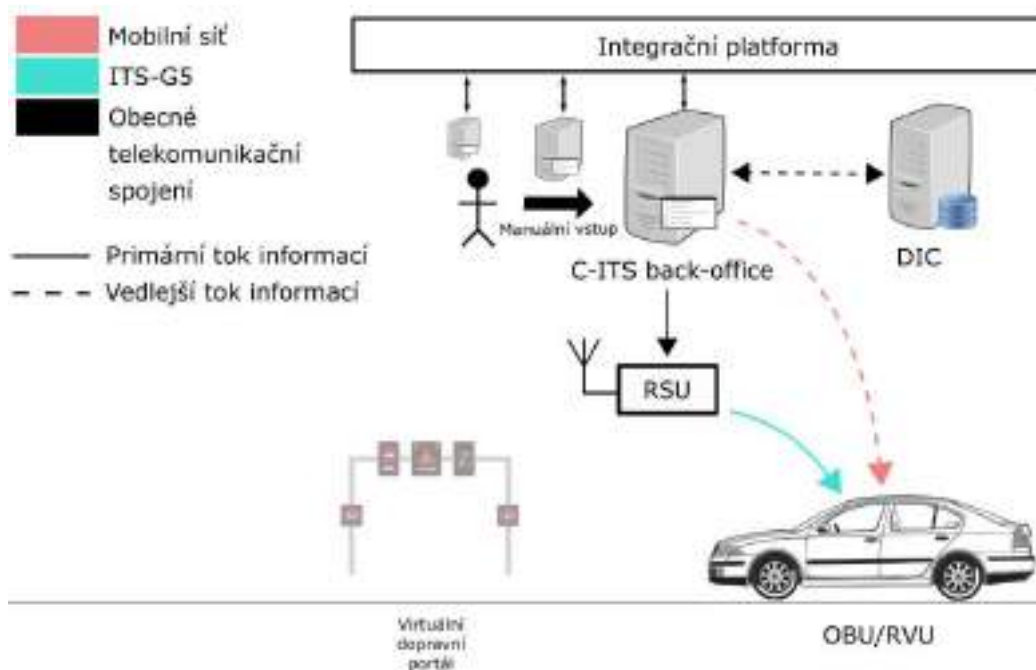 Mobilní síť
ITS-G5
Obecné
telekomunikační
spojení
Primární tok informací
Vedlejší tok informací
Integrační platforma
Manuální vstup
C-ITS back-office
DIC
RSU
Virtuální
dopravní
portál
OBU/RVU